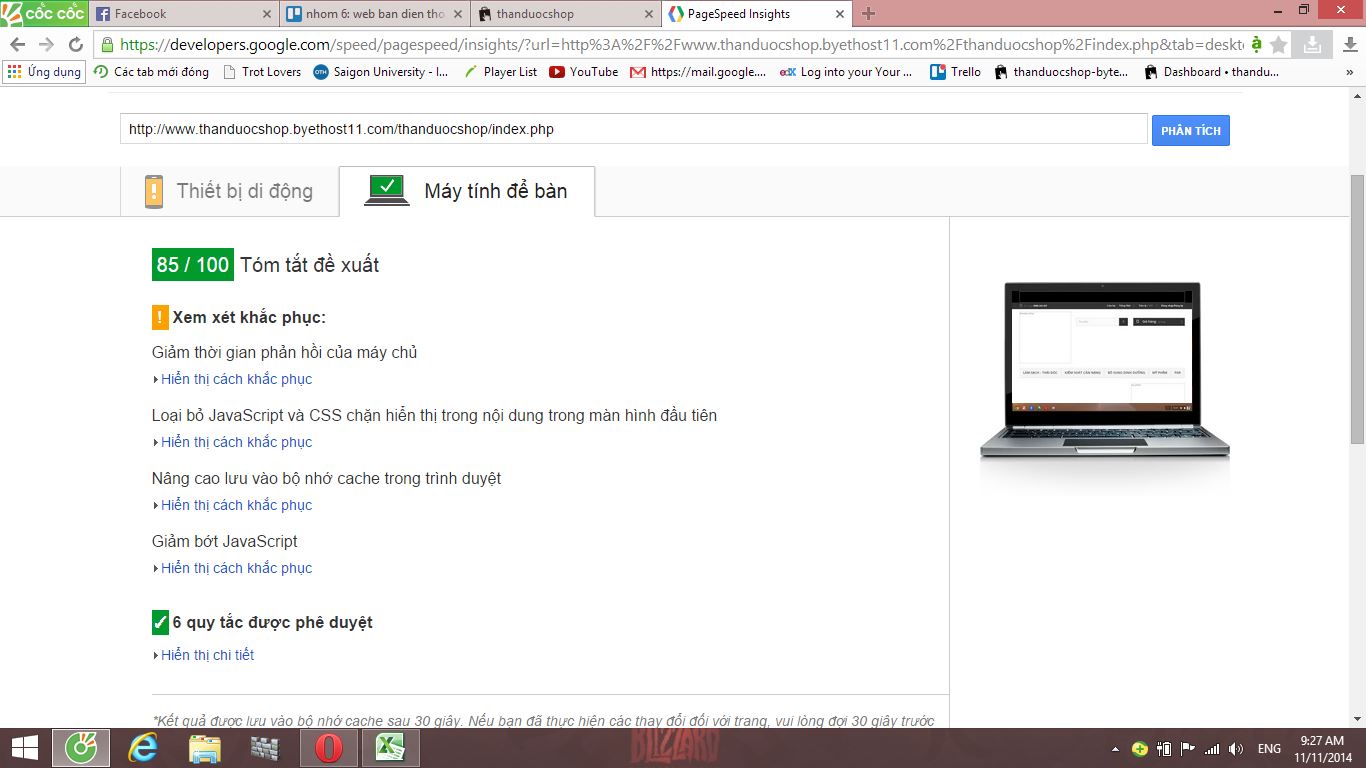 cốc cốc
Facebook
nhom 6: web ban dien tho
thanduocshop
PageSpeed Insights
https://developers.google.com/speed/pagespeed/insights/?url=http%3A%2F%2Fwww.thanduocshop.byethost11.com%2Fthanduocshop%2Findex.php&tab=deskto
Ứng dụng
Các tab mới đóng
Trot Lovers
Saigon University - I...
Player List
YouTube
https://mail.google....
edX Log into your Your ...
Trello
thanduocshop-byte...
Dashboard • thandu...
»
http://www.thanduocshop.byethost11.com/thanduocshop/index.php
PHÂN TÍCH
Thiết bị di động
Máy tính để bàn
85 / 100 Tóm tắt đề xuất
! Xem xét khắc phục:
Giảm thời gian phản hồi của máy chủ
Hiển thị cách khắc phục
Loại bỏ JavaScript và CSS chặn hiển thị trong nội dung trong màn hình đầu tiên
Hiển thị cách khắc phục
Nâng cao lưu vào bộ nhớ cache trong trình duyệt
Hiển thị cách khắc phục
Giảm bớt JavaScript
Hiển thị cách khắc phục
6 quy tắc được phê duyệt
Hiển thị chi tiết
*Kết quả được lưu vào bộ nhớ cache sau 30 giây. Nếu bạn đã thực hiện các thay đổi đối với trang, vui lòng đợi 30 giây trước
BLIZZARD
ENG
9:27 AM
11/11/2014